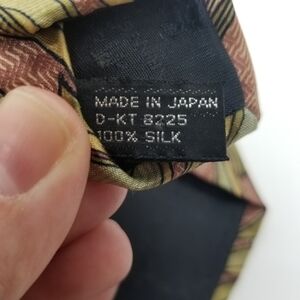 MADE IN JAPAN
D-KT 8225
100% SILK